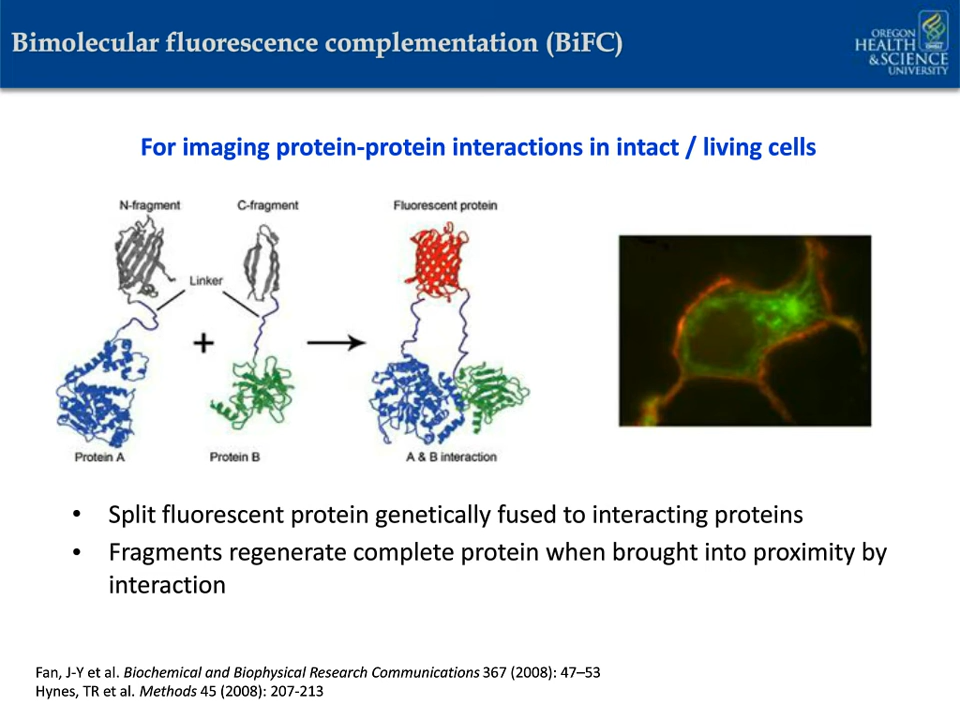 Bimolecular fluorescence complementation (BiFC)
OREGON
HEALTH
& SCIENCE
UNIVERSITY
For imaging protein-protein interactions in intact / living cells
N-fragment
C-fragment
Fluorescent protein
Linker
+
Protein A
Protein B
A & B interaction
• Split fluorescent protein genetically fused to interacting proteins
• Fragments regenerate complete protein when brought into proximity by
interaction
Fan, J-Y et al. Biochemical and Biophysical Research Communications 367 (2008): 47–53
Hynes, TR et al. Methods 45 (2008): 207-213